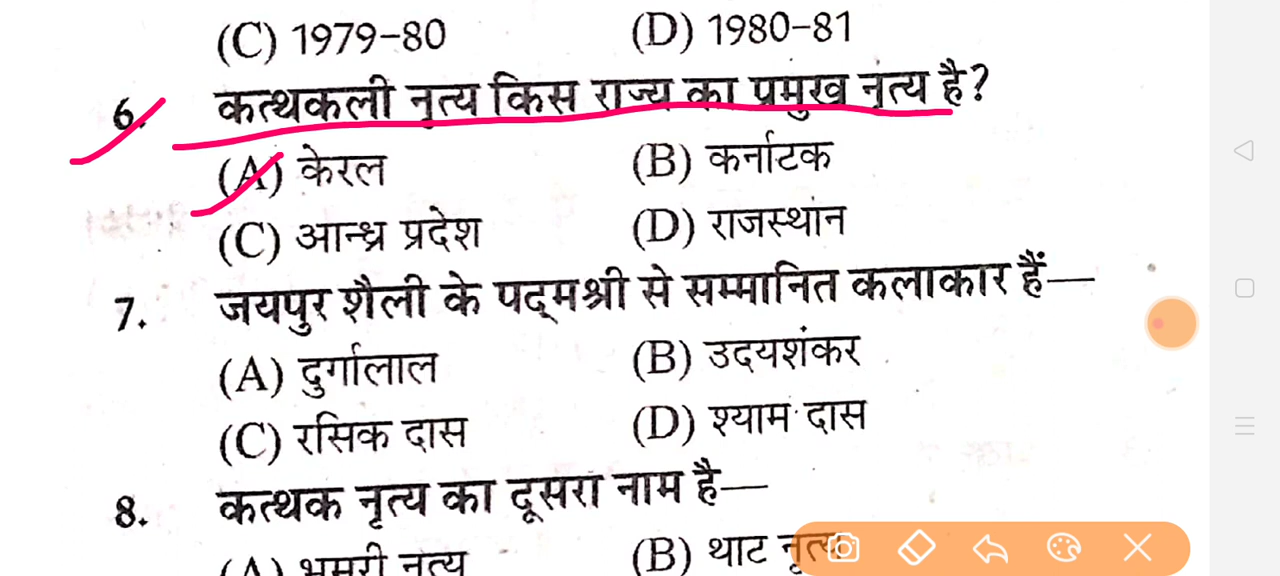 (C) 1979-80 (D) 1980-81
6. कत्थकली नृत्य किस राज्य का प्रमुख नृत्य है?
(A) केरल (B) कर्नाटक
(C) आन्ध्र प्रदेश (D) राजस्थान
7. जयपुर शैली के पद्मश्री से सम्मानित कलाकार हैं—
(A) दुर्गालाल (B) उदयशंकर
(C) रसिक दास (D) श्याम दास
8. कत्थक नृत्य का दूसरा नाम है—
(A) भ्रमरी नृत्य (B) थाट नृत्य